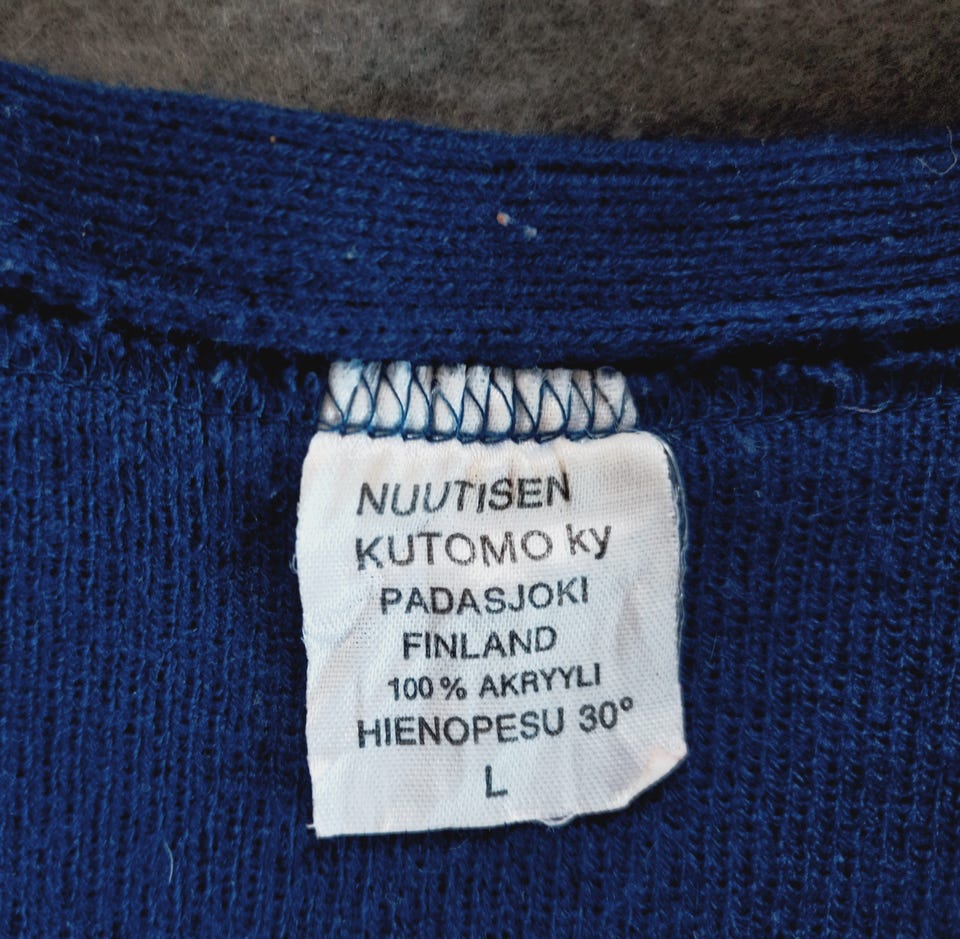 NUUTISEN
KUTOMO ky
PADASJOKI
FINLAND
100 % AKRYYLI
HIENOPESU 30°
L